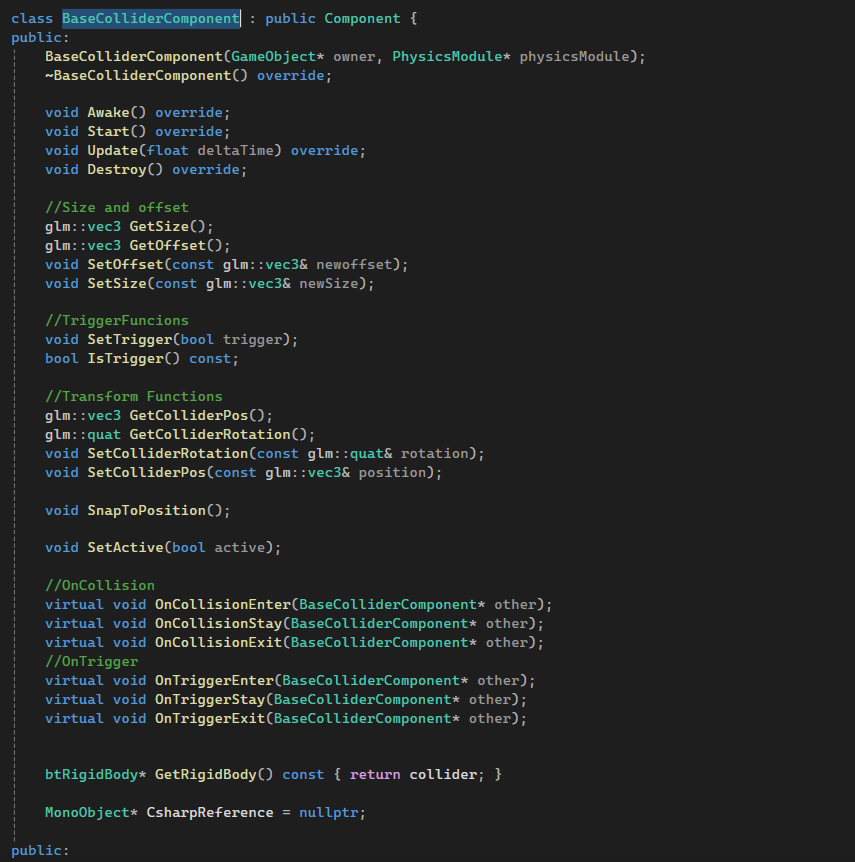 class BaseColliderComponent : public Component {
public:
    BaseColliderComponent(GameObject* owner, PhysicsModule* physicsModule);
    ~BaseColliderComponent() override;

    void Awake() override;
    void Start() override;
    void Update(float deltaTime) override;
    void Destroy() override;

    //Size and offset
    glm::vec3 GetSize();
    glm::vec3 GetOffset();
    void SetOffset(const glm::vec3& newoffset);
    void SetSize(const glm::vec3& newSize);

    //TriggerFuncions
    void SetTrigger(bool trigger);
    bool IsTrigger() const;

    //Transform Functions
    glm::vec3 GetColliderPos();
    glm::quat GetColliderRotation();
    void SetColliderRotation(const glm::quat& rotation);
    void SetColliderPos(const glm::vec3& position);

    void SnapToPosition();

    void SetActive(bool active);

    //OnCollision
    virtual void OnCollisionEnter(BaseColliderComponent* other);
    virtual void OnCollisionStay(BaseColliderComponent* other);
    virtual void OnCollisionExit(BaseColliderComponent* other);
    //OnTrigger
    virtual void OnTriggerEnter(BaseColliderComponent* other);
    virtual void OnTriggerStay(BaseColliderComponent* other);
    virtual void OnTriggerExit(BaseColliderComponent* other);


    btRigidBody* GetRigidBody() const { return collider; }

    MonoObject* CsharpReference = nullptr;

public: